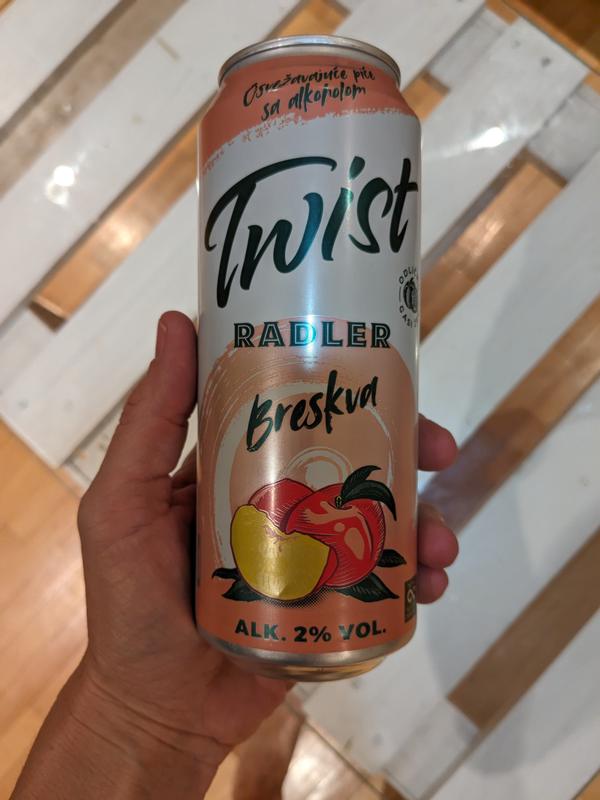 Osvežavajuće piće
sa alkoholom
Twist
RADLER
Breskva
ALK. 2% VOL.